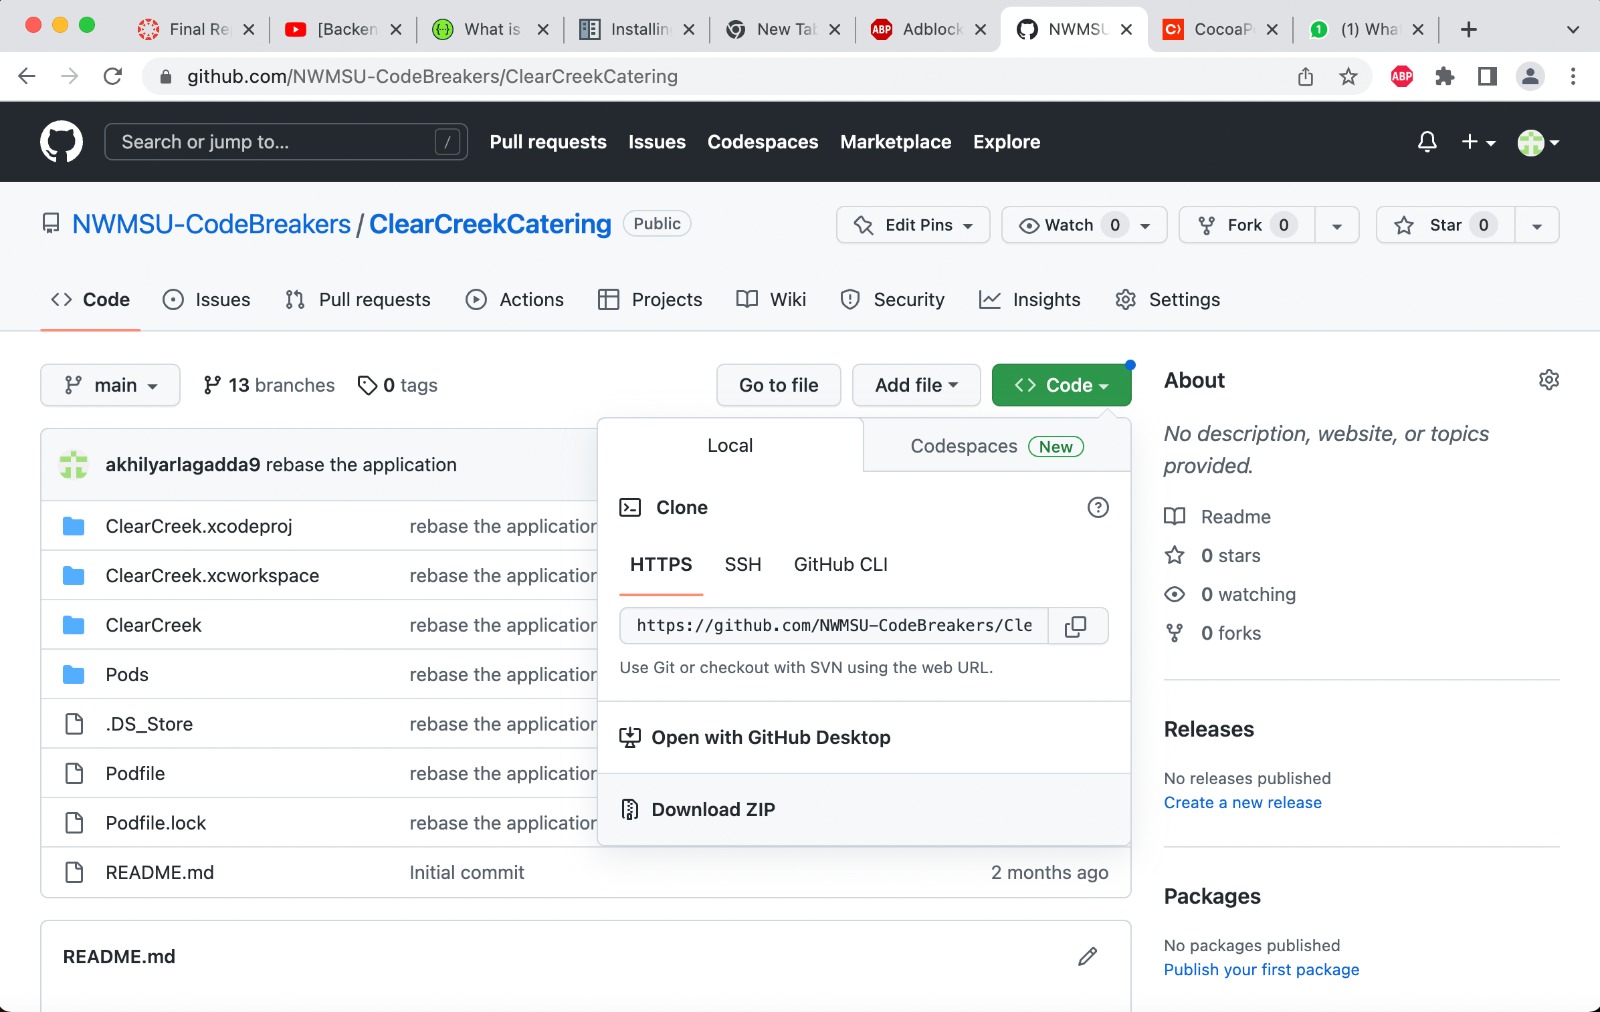 Final Re
[Backen
What is
Installin
New Tab
ABP Adblock
NWMSU
CocoaP
1 (1) Wha
github.com/NWMSU-CodeBreakers/ClearCreekCatering
ABP
Search or jump to... /
Pull requests Issues Codespaces Marketplace Explore
NWMSU-CodeBreakers / ClearCreekCatering Public
Edit Pins Watch 0 Fork 0 Star 0
Code Issues Pull requests Actions Projects Wiki Security Insights Settings
main 13 branches 0 tags Go to file Add file Code
akhilyarlagadda9 rebase the application
ClearCreek.xcodeproj rebase the application
ClearCreek.xcworkspace rebase the application
ClearCreek rebase the application
Pods rebase the application
.DS_Store rebase the application
Podfile rebase the application
Podfile.lock rebase the application
README.md Initial commit 2 months ago
Local Codespaces New
Clone
HTTPS SSH GitHub CLI
https://github.com/NWMSU-CodeBreakers/Cle
Use Git or checkout with SVN using the web URL.
Open with GitHub Desktop
Download ZIP
README.md
About
No description, website, or topics
provided.
Readme
0 stars
0 watching
0 forks
Releases
No releases published
Create a new release
Packages
No packages published
Publish your first package